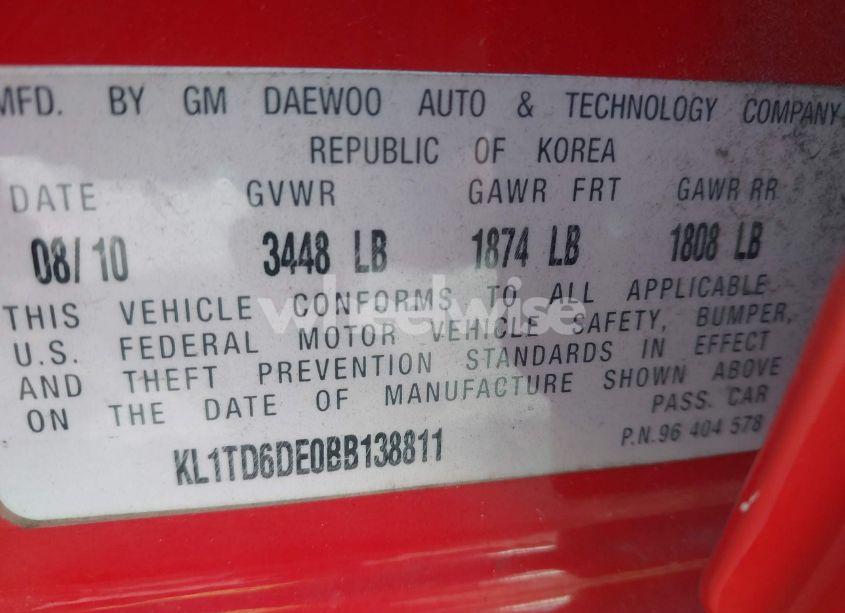 MFD. BY GM DAEWOO AUTO & TECHNOLOGY COMPANY
REPUBLIC OF KOREA
DATE GVWR GAWR FRT GAWR RR
08/10 3448 LB 1874 LB 1808 LB
THIS VEHICLE CONFORMS TO ALL APPLICABLE
U.S. FEDERAL MOTOR VEHICLE SAFETY, BUMPER,
AND THEFT PREVENTION STANDARDS IN EFFECT
ON THE DATE OF MANUFACTURE SHOWN ABOVE
PASS. CAR
KL1TD6DE0BB138811
P.N.96 404 578
wheelwise